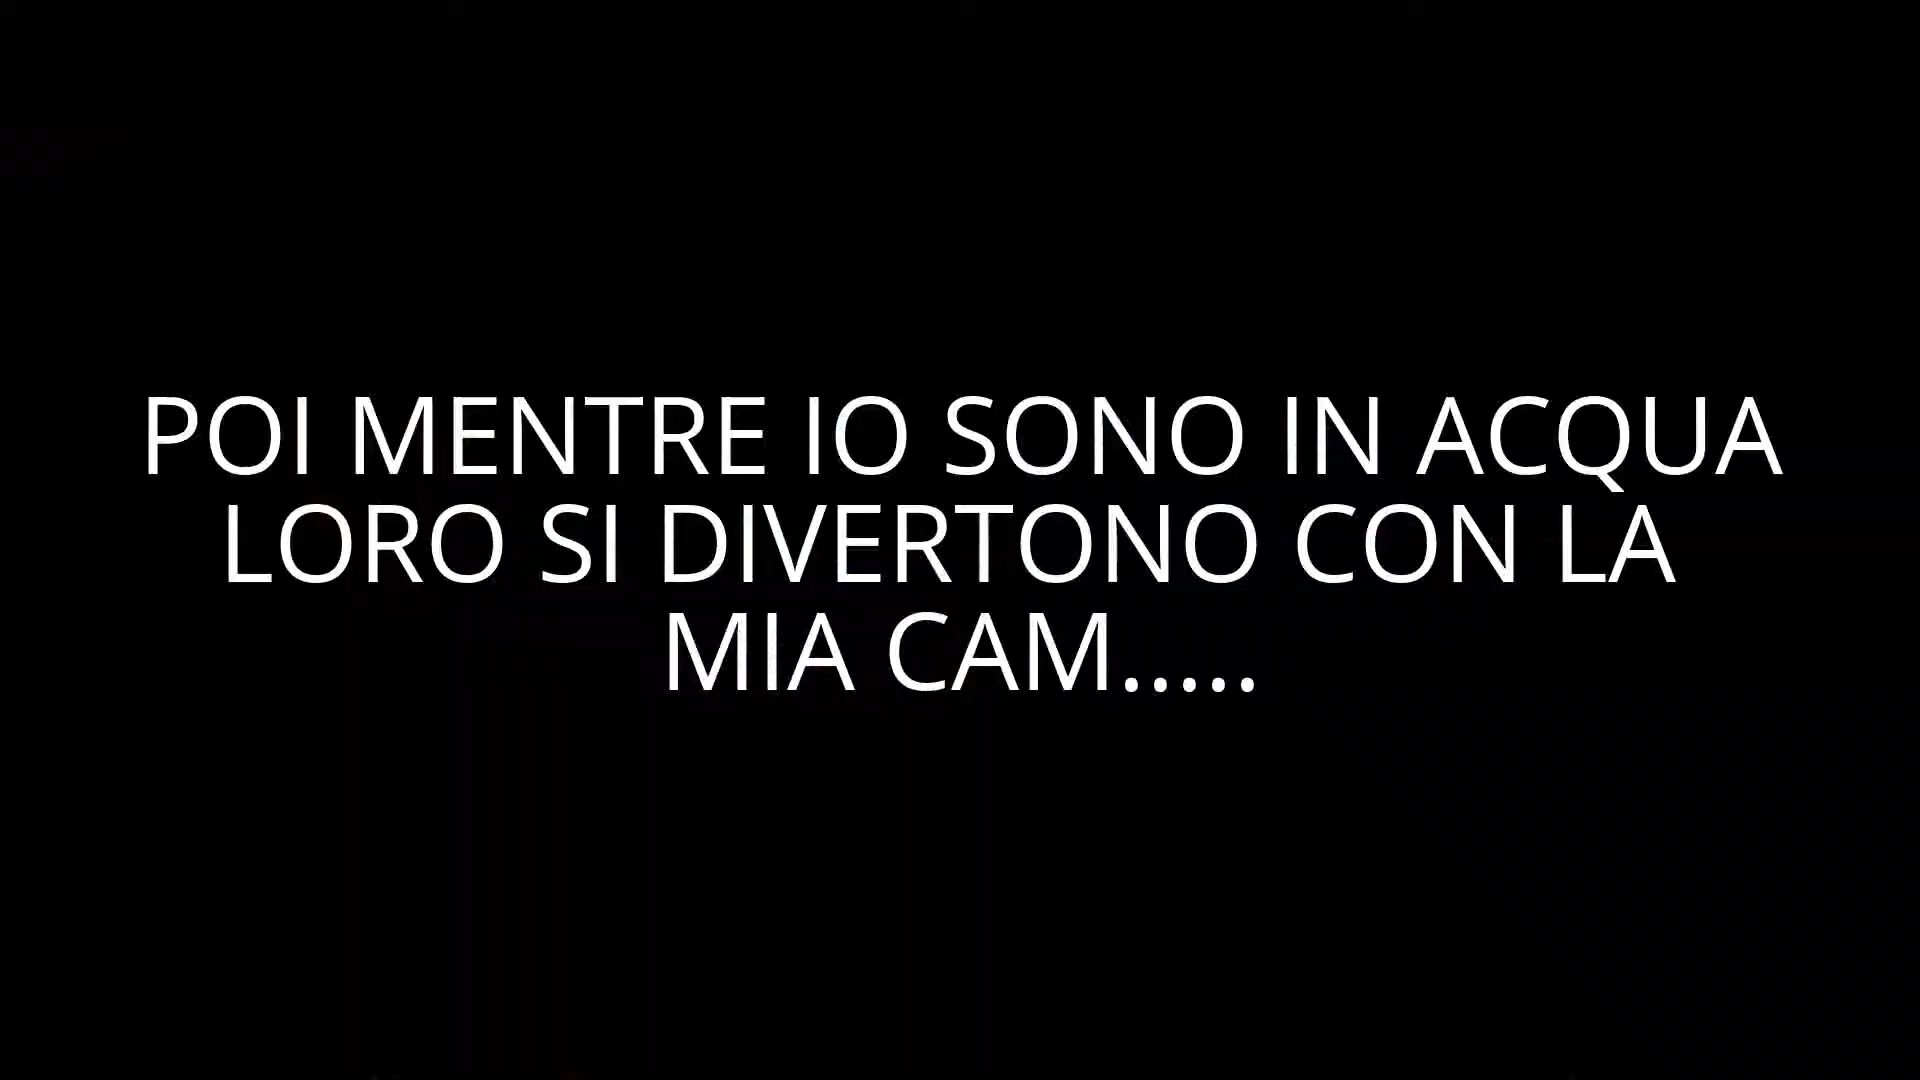 POI MENTRE IO SONO IN ACQUA
LORO SI DIVERTONO CON LA
MIA CAM.....